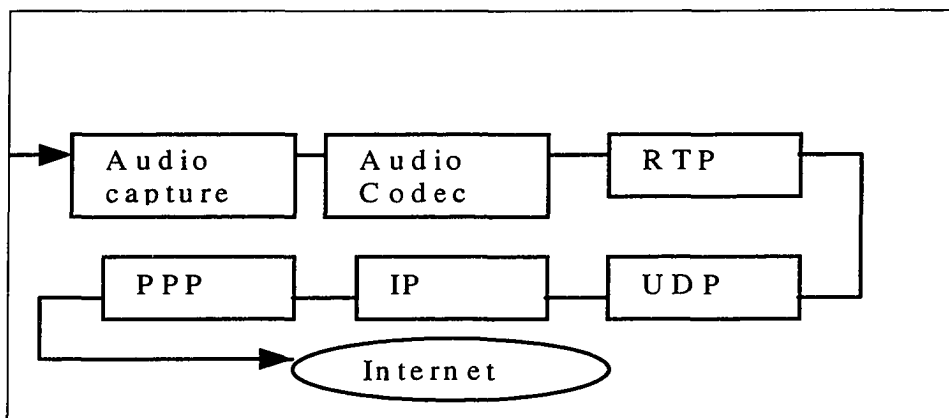 Audio
capture
Audio
Codec
RTP
PPP
IP
UDP
Internet